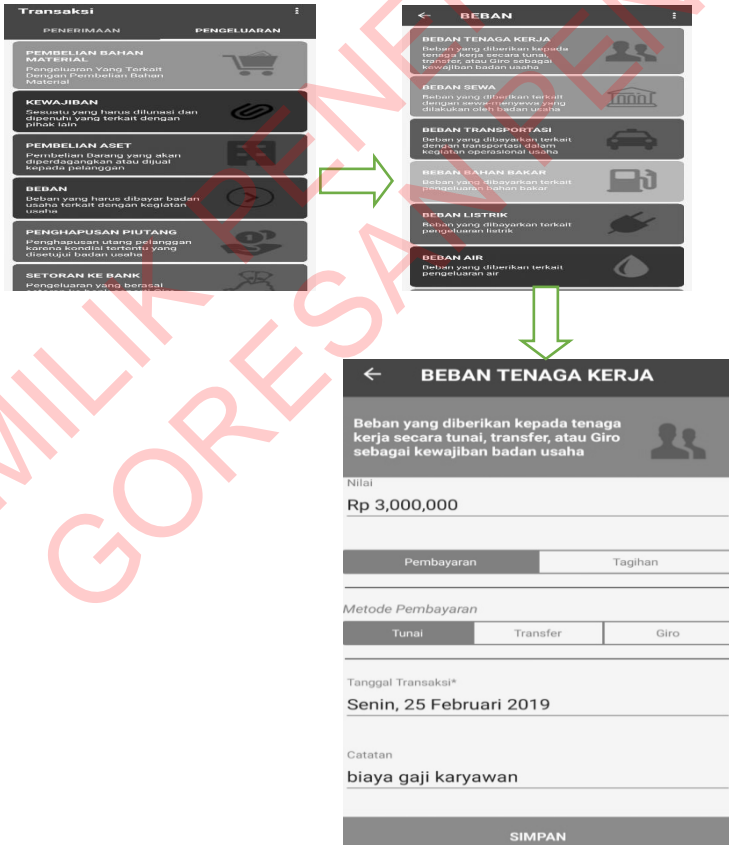 Transaksi
PENERIMAAN PENGELUARAN
PEMBELIAN BAHAN
MATERIAL
Pengeluaran Yang Terkait
Dengan Pembelian Bahan
Material
KEWAJIBAN
Sesuatu yang harus dilunasi dan
dipenuhi yang terkait dengan
pihak lain
PEMBELIAN ASET
Pembelian Barang yang akan
diperdagangkan atau dijual
kepada pelanggan
BEBAN
Beban yang harus dibayar badan
usaha terkait dengan kegiatan
usaha
PENGHAPUSAN PIUTANG
Penghapusan utang pelanggan
karena kondisi tertentu yang
disetujui badan usaha
SETORAN KE BANK
Pengeluaran yang berasal
BEBAN
BEBAN TENAGA KERJA
Beban yang diberikan kepada
tenaga kerja secara tunai,
transfer, atau Giro sebagai
kewajiban badan usaha
BEBAN SEWA
Beban yang diberikan terkait
dengan sewa-menyewa yang
dilakukan oleh badan usaha
BEBAN TRANSPORTASI
Beban yang dibayarkan terkait
dengan transportasi dalam
kegiatan operasional usaha
BEBAN BAHAN BAKAR
Beban yang dibayarkan terkait
pengeluaran bahan bakar
BEBAN LISTRIK
Beban yang dibayarkan terkait
pengeluaran listrik
BEBAN AIR
Beban yang diberikan terkait
pengeluaran air
BEBAN TENAGA KERJA
Beban yang diberikan kepada tenaga
kerja secara tunai, transfer, atau Giro
sebagai kewajiban badan usaha
Nilai
Rp 3,000,000
Pembayaran Tagihan
Metode Pembayaran
Tunai Transfer Giro
Tanggal Transaksi*
Senin, 25 Februari 2019
Catatan
biaya gaji karyawan
SIMPAN
MILIK PENE
GORESAN PEN